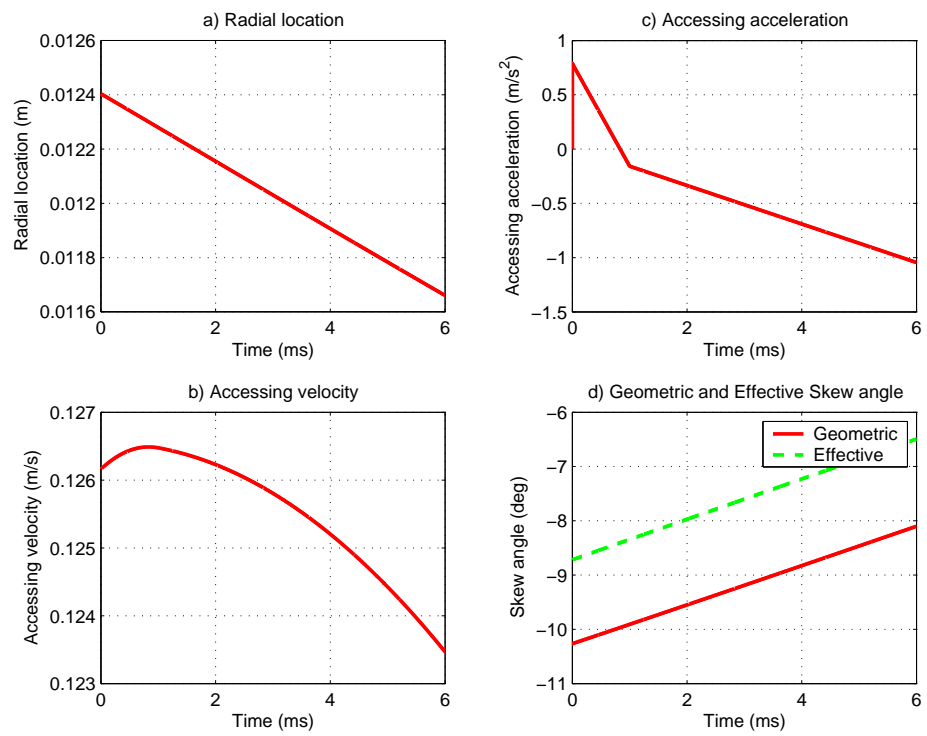 a) Radial location
0.0126
0.0124
0.0122
0.012
0.0118
0.0116
Radial location (m)
0 2 4 6
Time (ms)
c) Accessing acceleration
1
0.5
0
−0.5
−1
−1.5
Accessing acceleration (m/s²)
0 2 4 6
Time (ms)
b) Accessing velocity
0.127
0.126
0.125
0.124
0.123
Accessing velocity (m/s)
0 2 4 6
Time (ms)
d) Geometric and Effective Skew angle
−6
−7
−8
−9
−10
−11
Skew angle (deg)
Geometric
Effective
0 2 4 6
Time (ms)